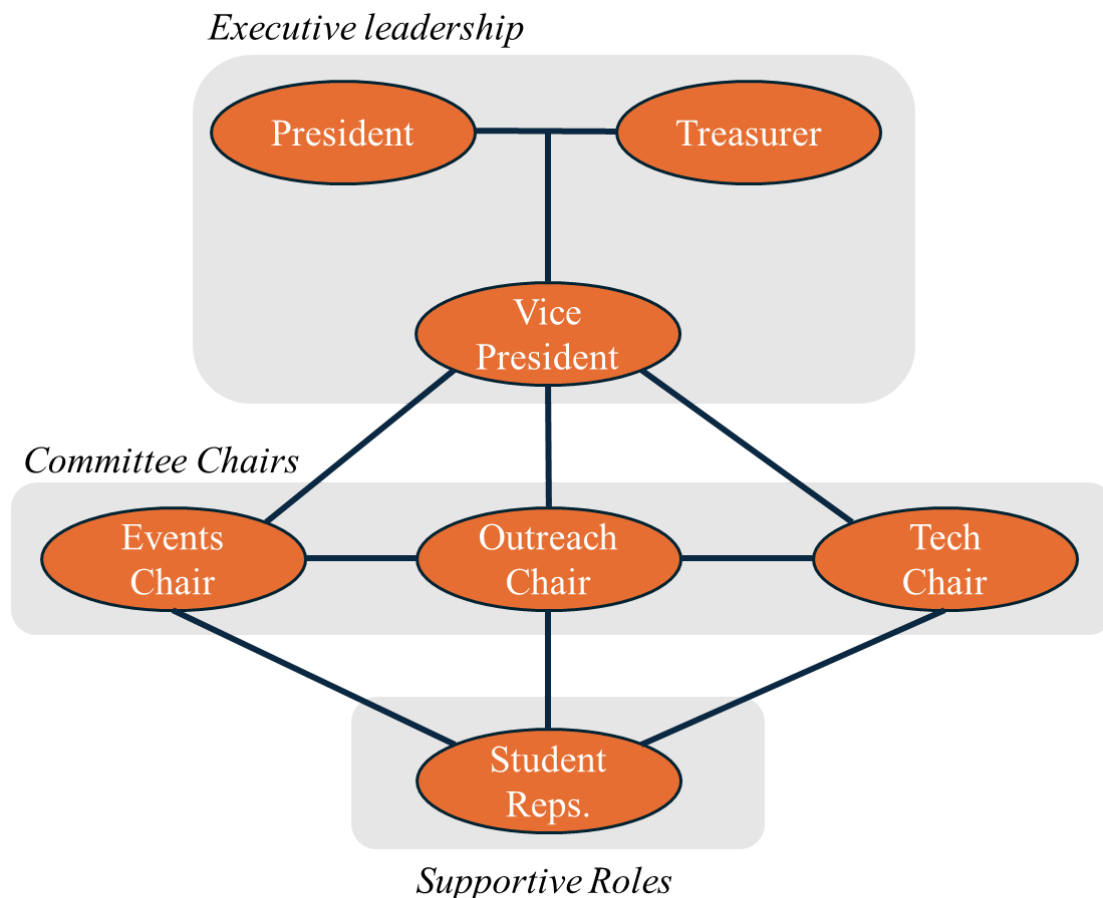 Executive leadership
President
Treasurer
Vice
President
Committee Chairs
Events
Chair
Outreach
Chair
Tech
Chair
Student
Reps.
Supportive Roles